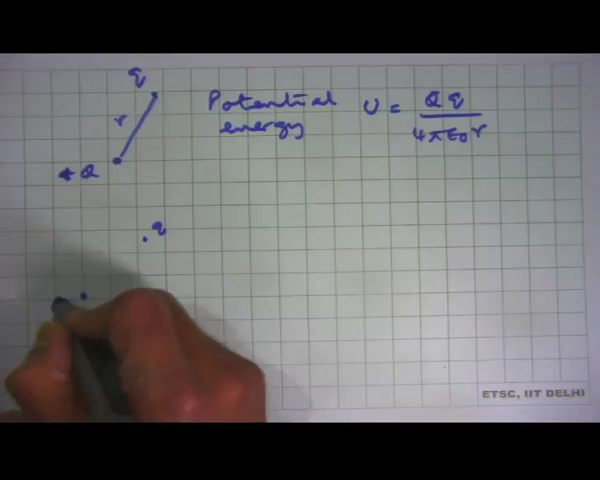 q
Potential U = Qq / 4πε₀r
energy
r
+Q
q
ETSC, IIT DELHI